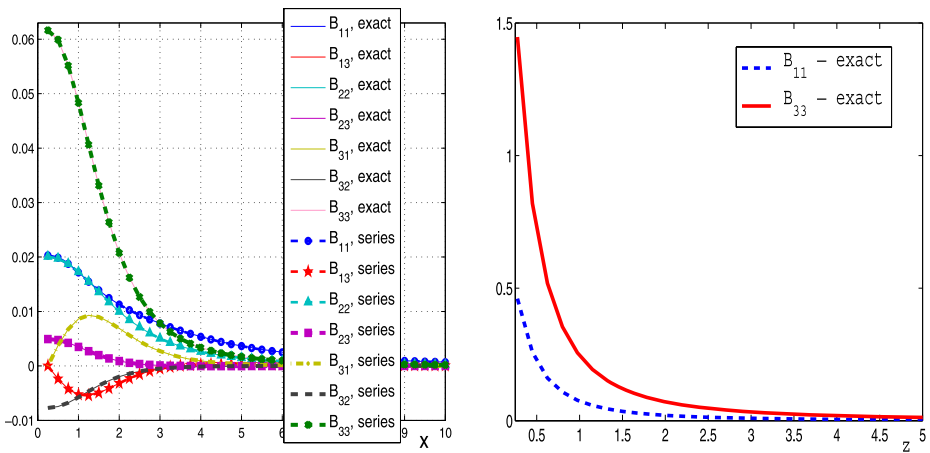 0.06
0.05
0.04
0.03
0.02
0.01
0
−0.01
0 1 2 3 4 5 6 9 10
x
B11, exact
B13, exact
B22, exact
B23, exact
B31, exact
B32, exact
B33, exact
B11, series
B13, series
B22, series
B23, series
B31, series
B32, series
B33, series
1.5
1
0.5
0
0.5 1 1.5 2 2.5 3 3.5 4 4.5 5
z
B11 − exact
B33 − exact